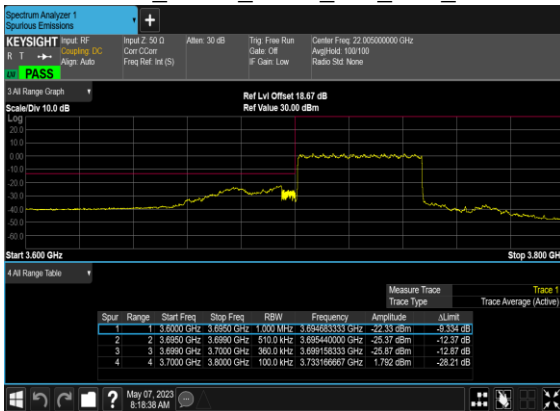 Spectrum Analyzer 1
Spurious Emissions
KEYSIGHT Input: RF Input Z: 50 Ω Atten: 30 dB Trig: Free Run Center Freq: 22.005000000 GHz
R T Coupling: DC Corr CCorr Gate: Off Avg|Hold: 100/100
Align: Auto Freq Ref: Int (S) IF Gain: Low Radio Std: None
PASS
3 All Range Graph
Ref Lvl Offset 18.67 dB
Scale/Div 10.0 dB Ref Value 30.00 dBm
Log
20.0
10.0
0.00
-10.0
-20.0
-30.0
-40.0
-50.0
-60.0
Start 3.600 GHz Stop 3.800 GH
4 All Range Table
Measure Trace Trace 1
Trace Type Trace Average (Active)
Spur Range Start Freq Stop Freq RBW Frequency Amplitude ΔLimit
1 1 3.6000 GHz 3.6950 GHz 1.000 MHz 3.694683333 GHz -22.33 dBm -9.334 dB
2 2 3.6950 GHz 3.6990 GHz 510.0 kHz 3.695440000 GHz -25.37 dBm -12.37 dB
3 3 3.6990 GHz 3.7000 GHz 360.0 kHz 3.699158333 GHz -25.87 dBm -12.87 dB
4 4 3.7000 GHz 3.8000 GHz 100.0 kHz 3.733166667 GHz 1.792 dBm -28.21 dB
May 07, 2023
8:18:38 AM